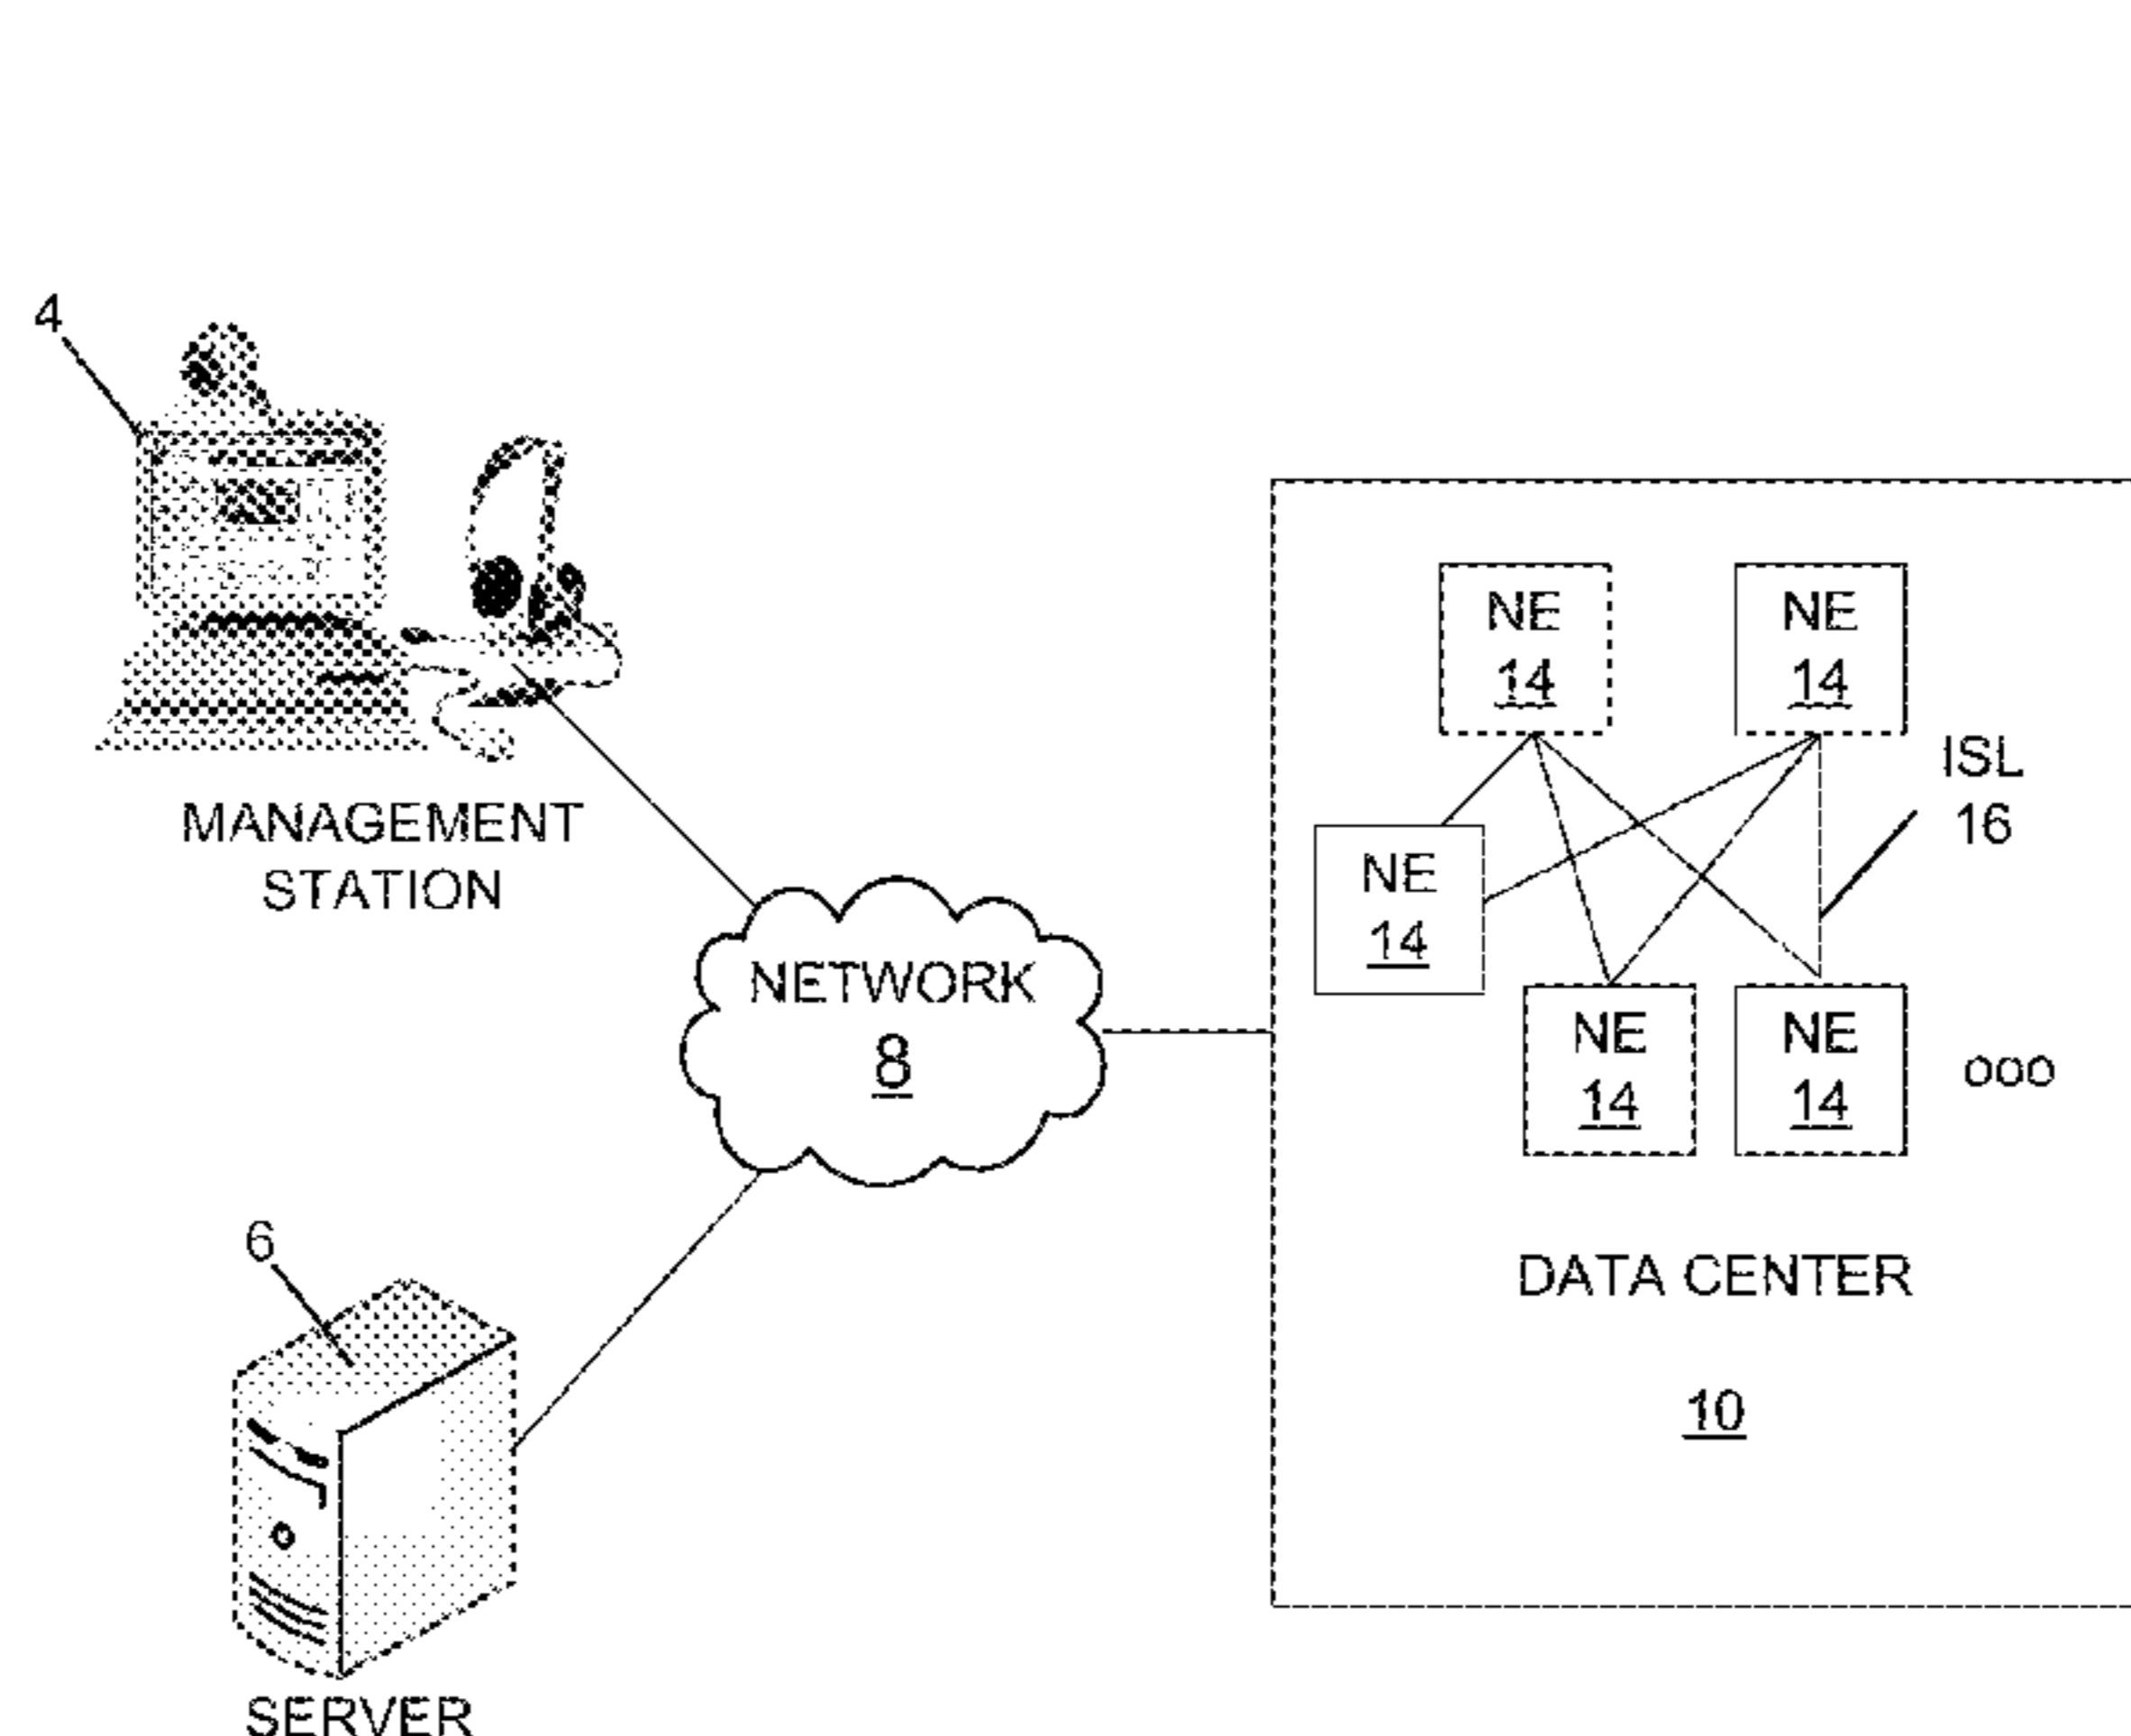 4
MANAGEMENT
STATION
NETWORK
8
6
SERVER
NE
14
NE
14
ISL
16
NE
14
NE
14
NE
14
ooo
DATA CENTER
10